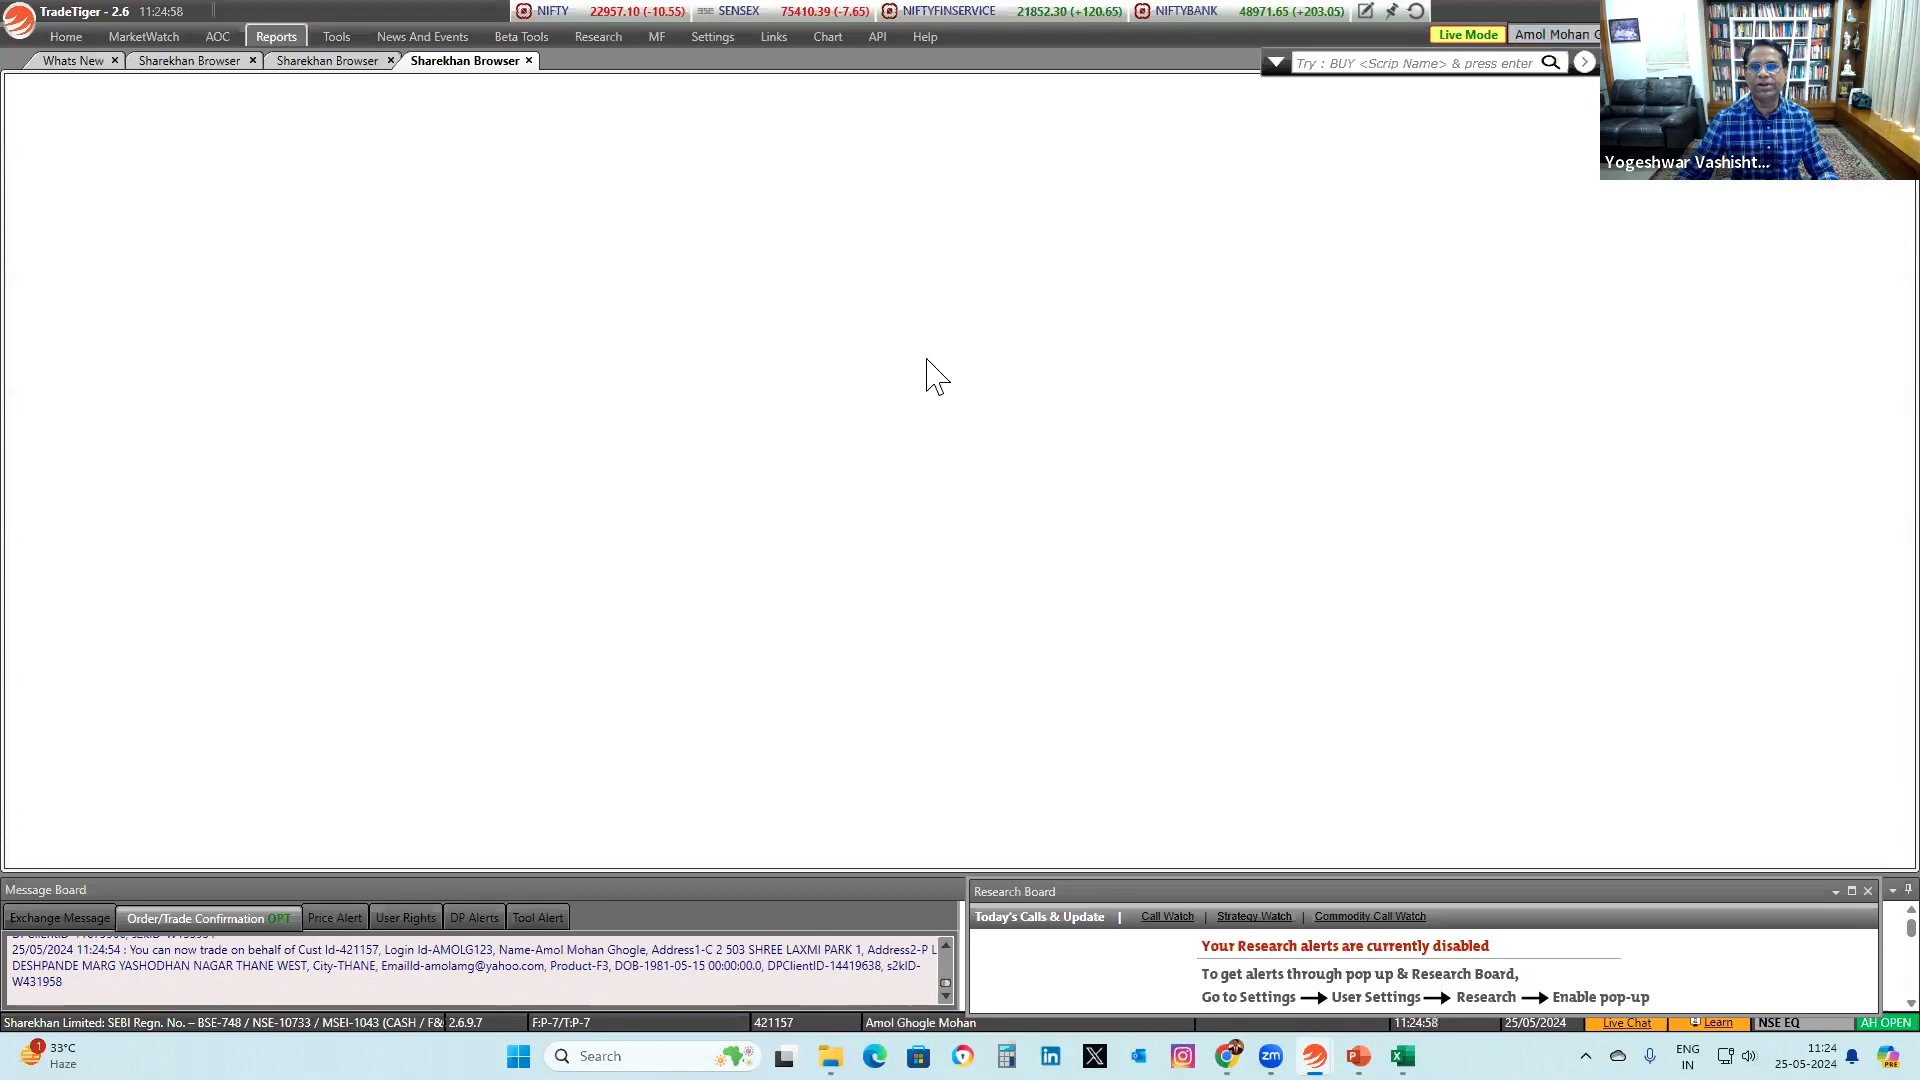 TradeTiger - 2.6 11:24:58
NIFTY 22957.10 (-10.55) SENSEX 75410.39 (-7.65) NIFTYFINSERVICE 21852.30 (+120.65) NIFTYBANK 48971.65 (+203.05)
Home MarketWatch AOC Reports Tools News And Events Beta Tools Research MF Settings Links Chart API Help
Live Mode Amol Mohan G
Whats New Sharekhan Browser Sharekhan Browser Sharekhan Browser
Try : BUY <Scrip Name> & press enter
Yogeshwar Vashisht...
Message Board
Exchange Message Order/Trade Confirmation OPT Price Alert User Rights DP Alerts Tool Alert
25/05/2024 11:24:54 : You can now trade on behalf of Cust Id-421157, Login Id-AMOLG123, Name-Amol Mohan Ghogle, Address1-C 2 503 SHREE LAXMI PARK 1, Address2-P L
DESHPANDE MARG YASHODHAN NAGAR THANE WEST, City-THANE, EmailId-amolamg@yahoo.com, Product-F3, DOB-1981-05-15 00:00:00.0, DPClientID-14419638, s2kID-
W431958
Research Board
Today's Calls & Update | Call Watch | Strategy Watch | Commodity Call Watch
Your Research alerts are currently disabled
To get alerts through pop up & Research Board,
Go to Settings User Settings Research Enable pop-up
Sharekhan Limited: SEBI Regn. No. – BSE-748 / NSE-10733 / MSEI-1043 (CASH / F& 2.6.9.7 F:P-7/T:P-7 421157 Amol Ghogle Mohan 11:24:58 25/05/2024 Live Chat Learn NSE EQ AH OPEN
1
33°C
Haze
Search
zm
ENG
IN
11:24
25-05-2024
PRE